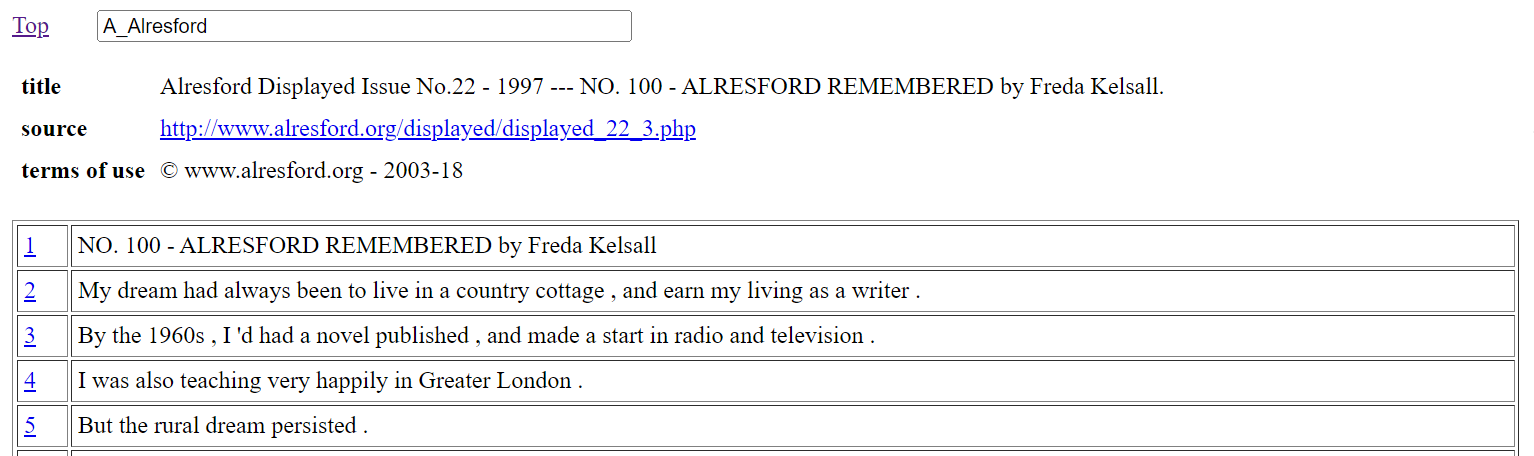 Top A_Alresford
title Alresford Displayed Issue No.22 - 1997 --- NO. 100 - ALRESFORD REMEMBERED by Freda Kelsall.
source http://www.alresford.org/displayed/displayed_22_3.php
terms of use © www.alresford.org - 2003-18
1 NO. 100 - ALRESFORD REMEMBERED by Freda Kelsall
2 My dream had always been to live in a country cottage , and earn my living as a writer .
3 By the 1960s , I 'd had a novel published , and made a start in radio and television .
4 I was also teaching very happily in Greater London .
5 But the rural dream persisted .